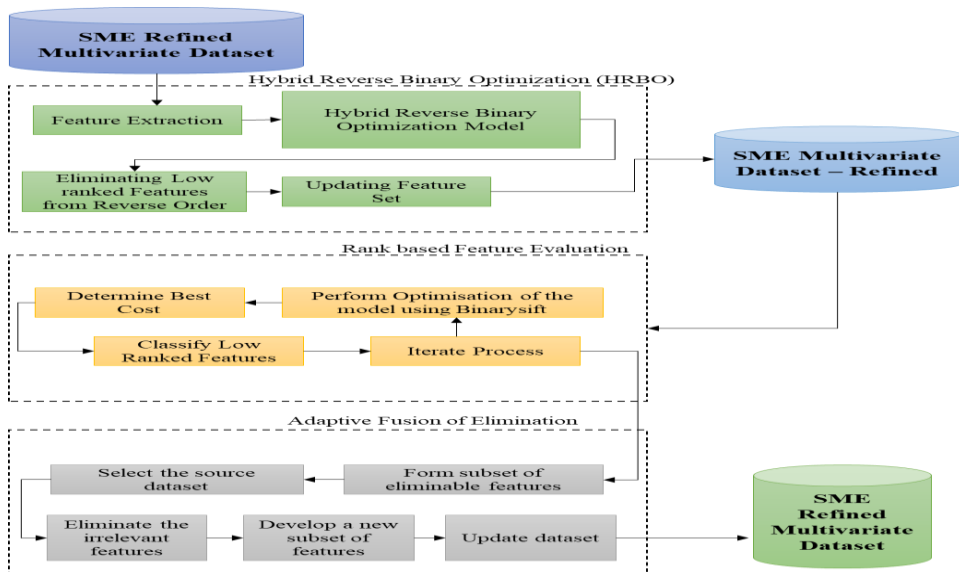 SME Refined
Multivariate Dataset
Hybrid Reverse Binary Optimization (HRBO)
Feature Extraction
Hybrid Reverse Binary
Optimization Model
Eliminating Low
ranked Features
from Reverse Order
Updating Feature
Set
SME Multivariate
Dataset – Refined
Rank based Feature Evaluation
Determine Best
Cost
Perform Optimisation of the
model using Binarysift
Classify Low
Ranked Features
Iterate Process
Adaptive Fusion of Elimination
Select the source
dataset
Form subset of
eliminable features
Eliminate the
irrelevant
features
Develop a new
subset of
features
Update dataset
SME
Refined
Multivariate
Dataset